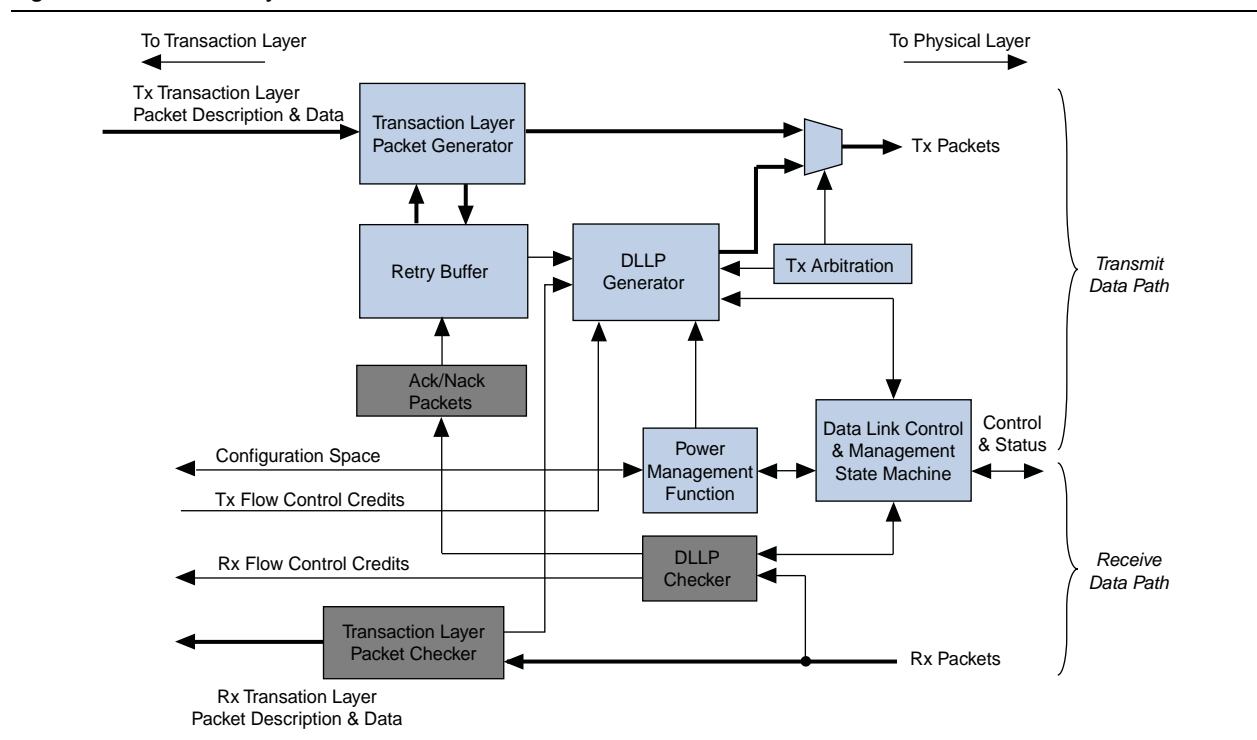 To Transaction Layer
To Physical Layer
Tx Transaction Layer
Packet Description & Data
Transaction Layer
Packet Generator
Tx Packets
Retry Buffer
DLLP
Generator
Tx Arbitration
Transmit
Data Path
Ack/Nack
Packets
Configuration Space
Power
Management
Function
Data Link Control
& Management
State Machine
Control
& Status
Tx Flow Control Credits
Rx Flow Control Credits
DLLP
Checker
Receive
Data Path
Transaction Layer
Packet Checker
Rx Packets
Rx Transation Layer
Packet Description & Data